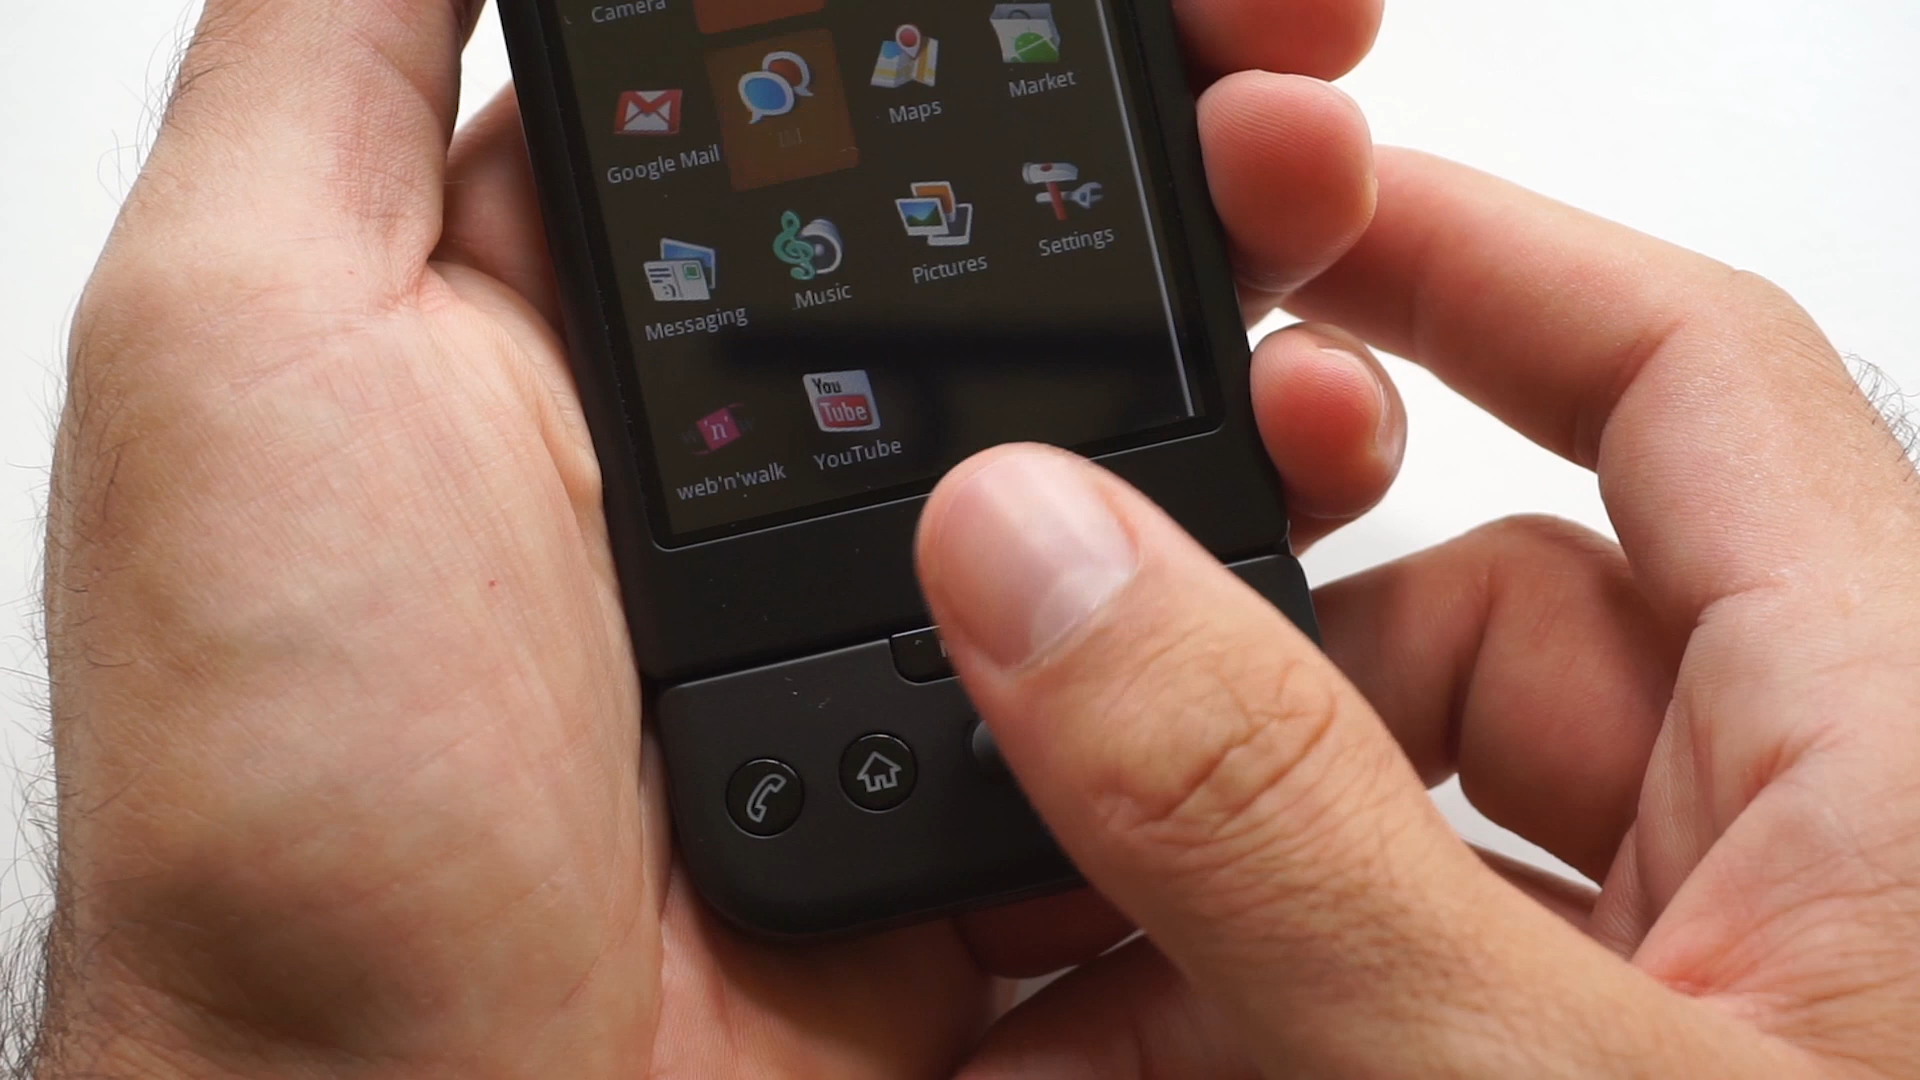 Camera
Google Mail
Maps
Market
Messaging
Music
Pictures
Settings
'n'
web'n'walk
You
Tube
YouTube